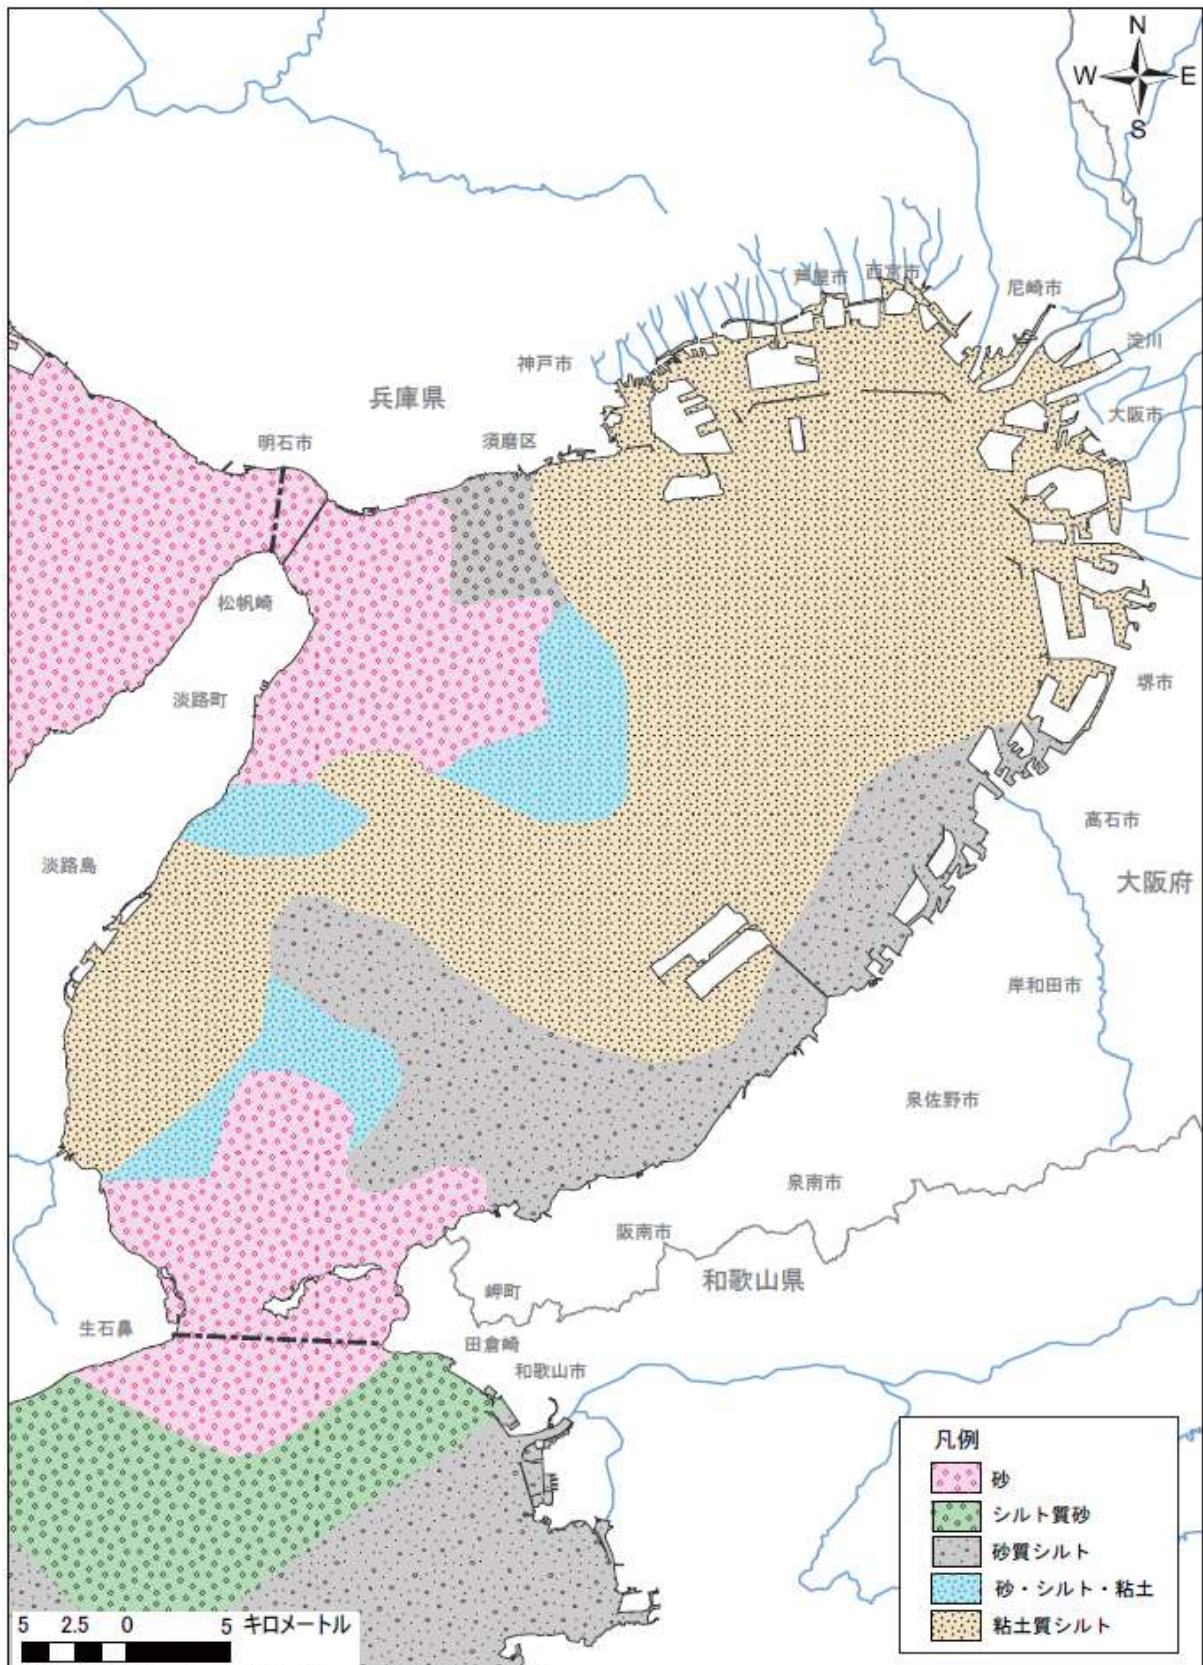 N
W E
S
芦屋市
西宮市
尼崎市
淀川
神戸市
兵庫県
大阪市
明石市
須磨区
松帆崎
淡路町
堺市
高石市
淡路島
大阪府
岸和田市
泉佐野市
泉南市
阪南市
和歌山県
岬町
生石鼻
田倉崎
和歌山市
凡例
砂
シルト質砂
砂質シルト
砂・シルト・粘土
粘土質シルト
5 2.5 0 5 キロメートル